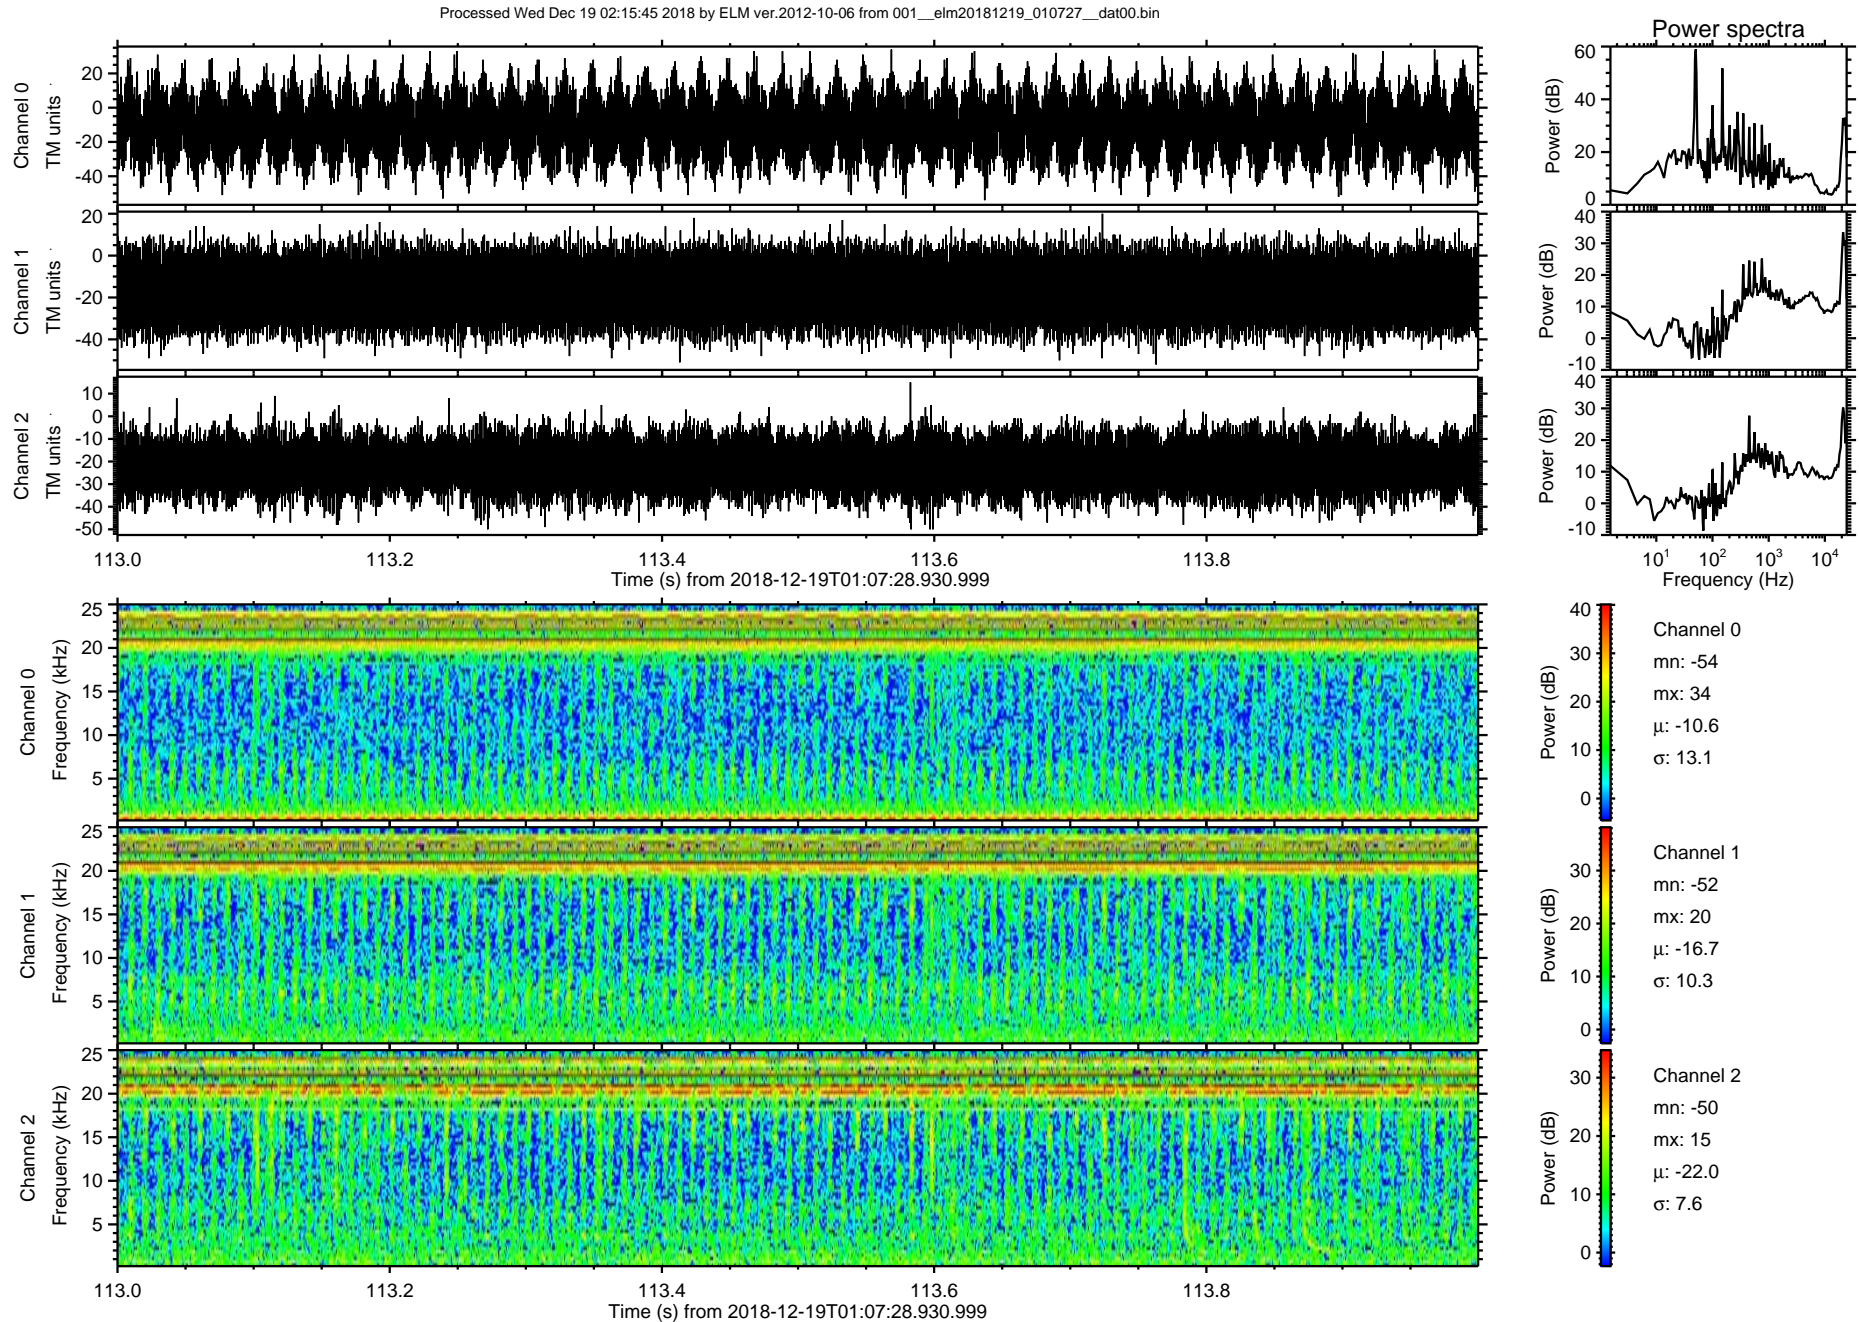 Processed Wed Dec 19 02:15:45 2018 by ELM ver.2012-10-06 from 001__elm20181219_010727__dat00.bin
Power spectra
Channel 0
TM units
20
0
-20
-40
Power (dB)
60
40
20
0
Channel 1
TM units
20
0
-20
-40
Power (dB)
40
30
20
10
0
-10
Channel 2
TM units
10
0
-10
-20
-30
-40
-50
Power (dB)
40
30
20
10
0
-10
113.0 113.2 113.4 113.6 113.8
Time (s) from 2018-12-19T01:07:28.930.999
10¹ 10² 10³ 10⁴
Frequency (Hz)
Channel 0
Frequency (kHz)
25
20
15
10
5
Power (dB)
40
30
20
10
0
Channel 0
mn: -54
mx: 34
μ: -10.6
σ: 13.1
Channel 1
Frequency (kHz)
25
20
15
10
5
Power (dB)
30
20
10
0
Channel 1
mn: -52
mx: 20
μ: -16.7
σ: 10.3
Channel 2
Frequency (kHz)
25
20
15
10
5
Power (dB)
30
20
10
0
Channel 2
mn: -50
mx: 15
μ: -22.0
σ: 7.6
113.0 113.2 113.4 113.6 113.8
Time (s) from 2018-12-19T01:07:28.930.999